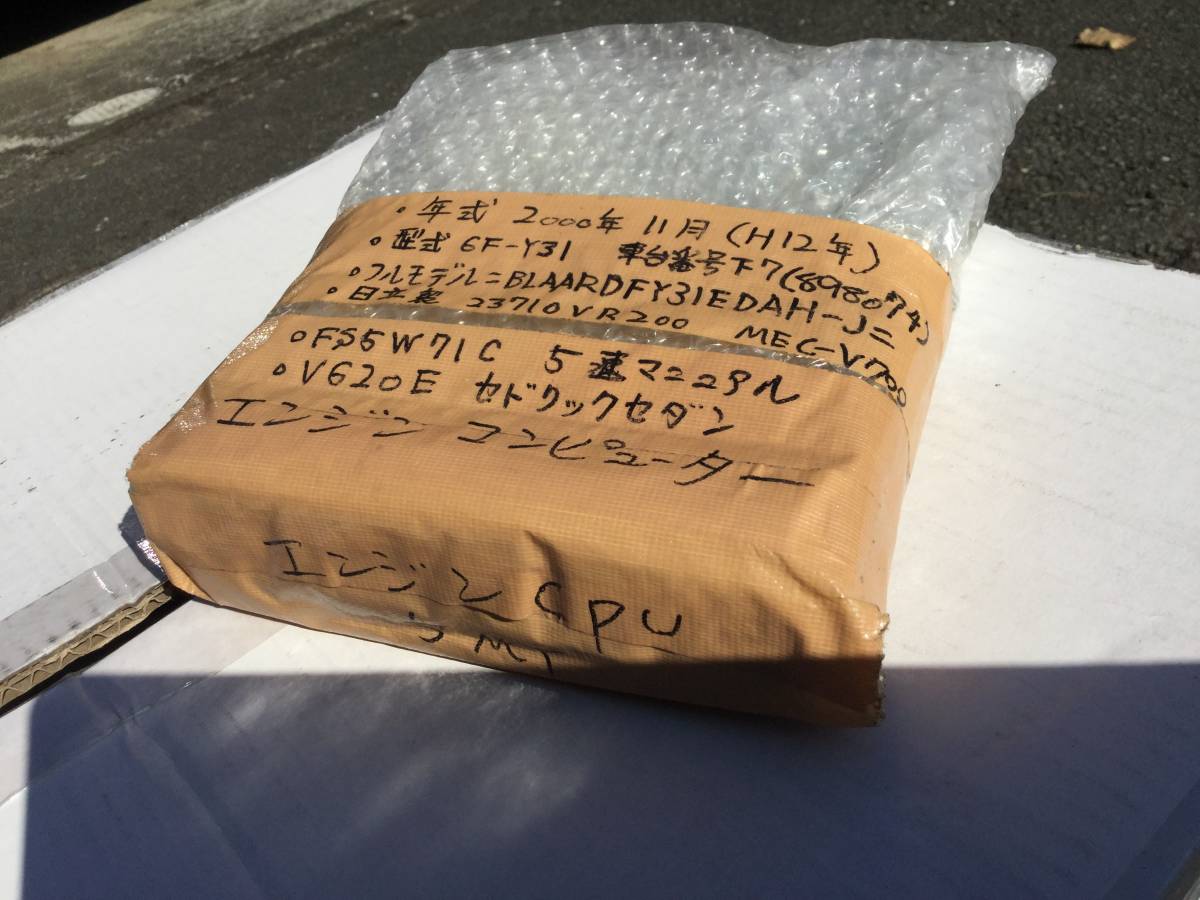 ・年式 2000年 11月 (H12年)
・型式 GF-Y31 車台番号下7(898074)
・フルモデル=BLAARDFY31EDAH-J=
・日立製 23710VR200 MEC-V700
・FS5W71C 5速マニュアル
・V620E セドリックセダン
エンジンコンピューター
エンジンCPU
MT